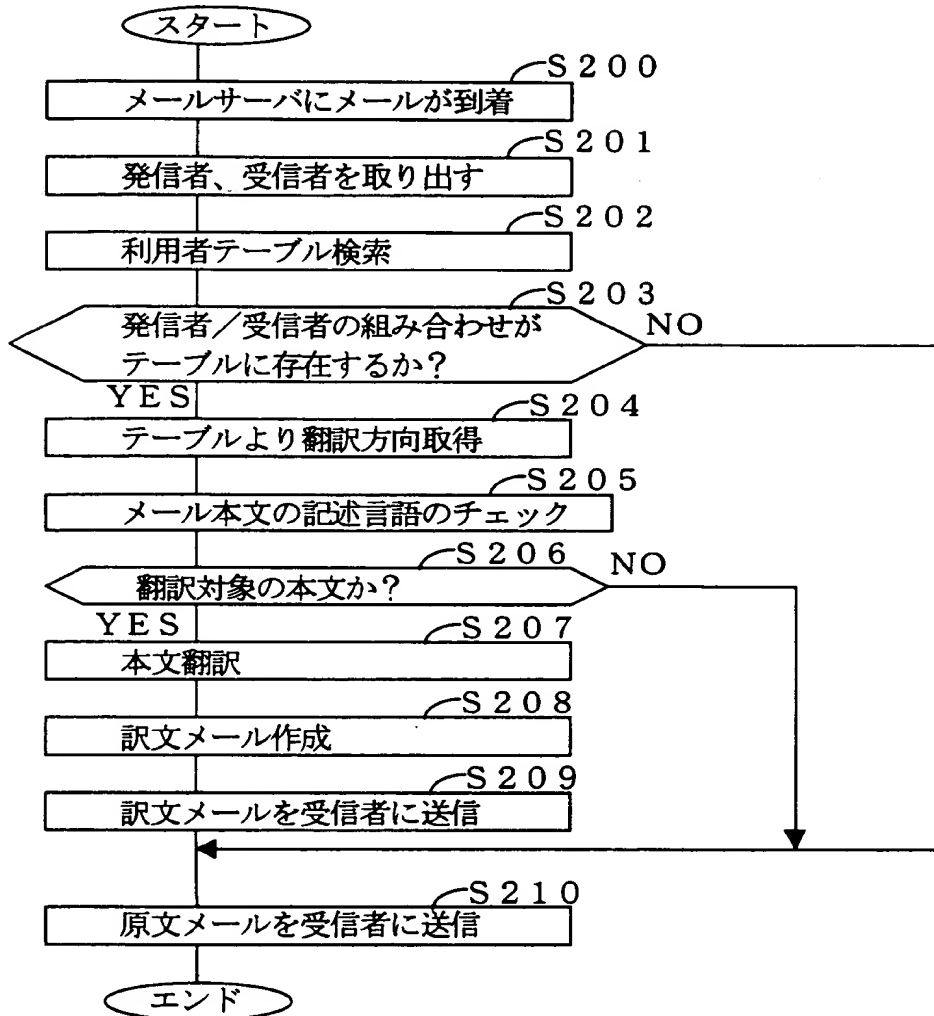 スタート
S200
メールサーバにメールが到着
S201
発信者、受信者を取り出す
S202
利用者テーブル検索
S203
発信者／受信者の組み合わせが
テーブルに存在するか？
NO
YES
S204
テーブルより翻訳方向取得
S205
メール本文の記述言語のチェック
S206
翻訳対象の本文か？
NO
YES
S207
本文翻訳
S208
訳文メール作成
S209
訳文メールを受信者に送信
S210
原文メールを受信者に送信
エンド